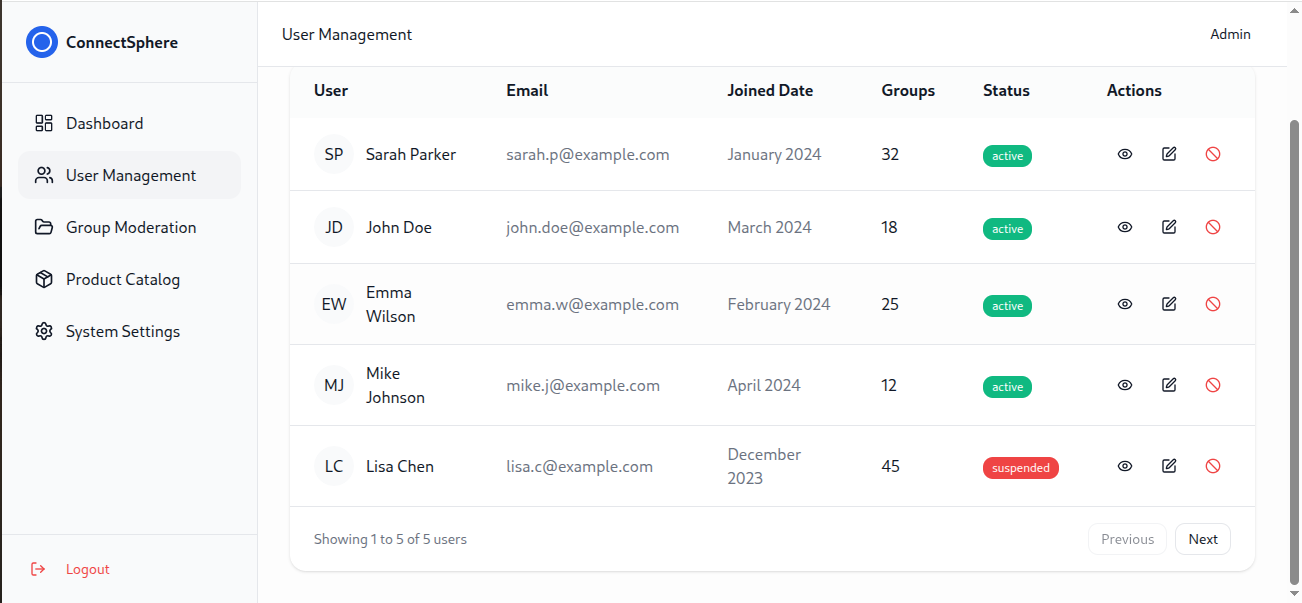 ConnectSphere
User Management
Admin
Dashboard
User Management
Group Moderation
Product Catalog
System Settings
Logout
User Email Joined Date Groups Status Actions
SP Sarah Parker sarah.p@example.com January 2024 32 active
JD John Doe john.doe@example.com March 2024 18 active
EW Emma Wilson emma.w@example.com February 2024 25 active
MJ Mike Johnson mike.j@example.com April 2024 12 active
LC Lisa Chen lisa.c@example.com December 2023 45 suspended
Showing 1 to 5 of 5 users
Previous Next